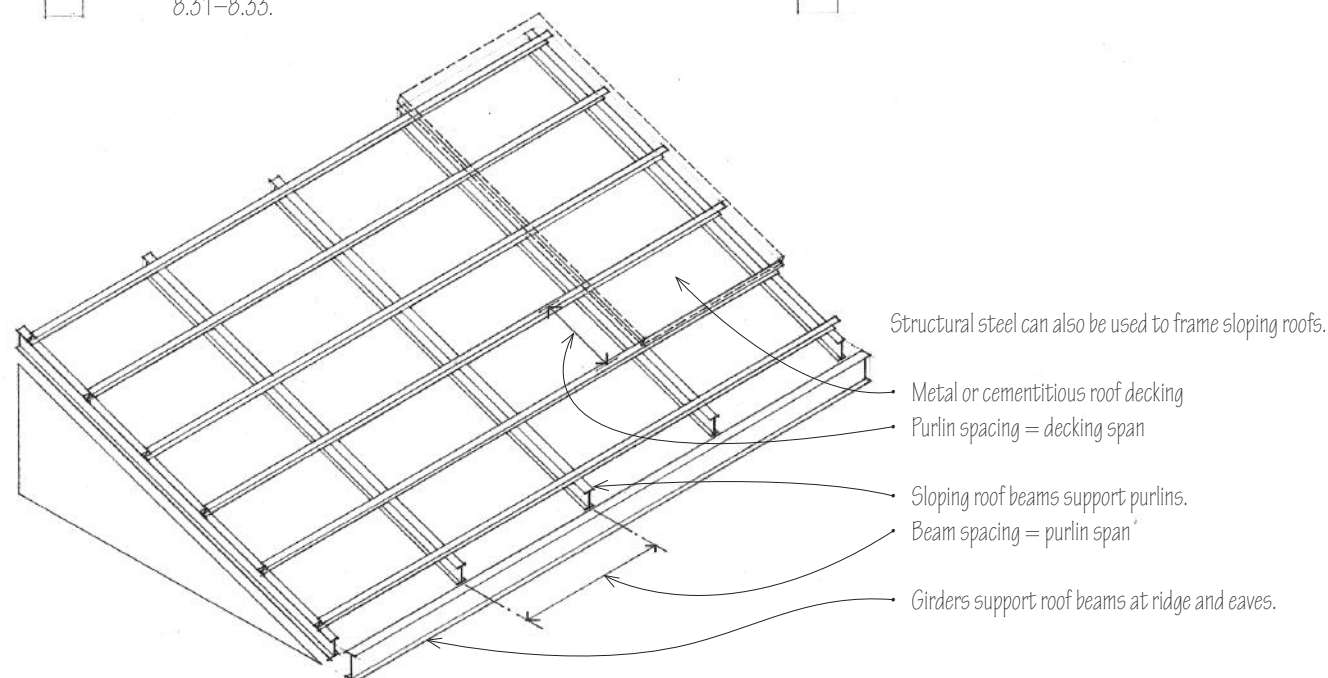 8.31–8.33.
Structural steel can also be used to frame sloping roofs.
• Metal or cementitious roof decking
• Purlin spacing = decking span
• Sloping roof beams support purlins.
• Beam spacing = purlin span
• Girders support roof beams at ridge and eaves.